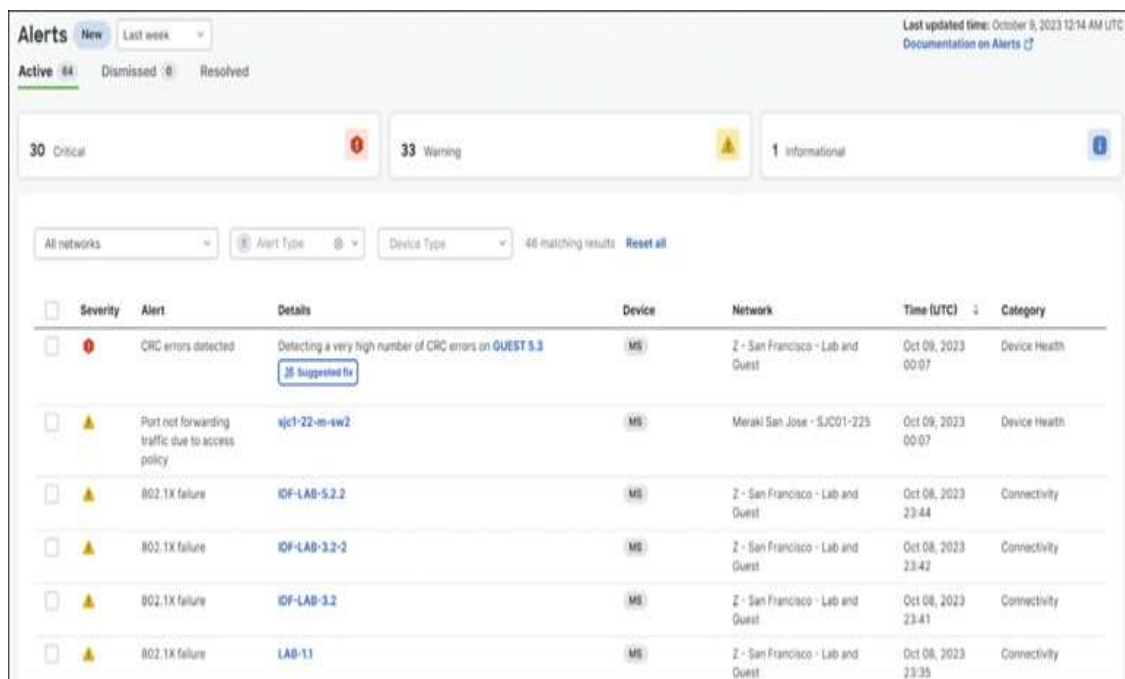 Alerts New Last week
Last updated time: October 9, 2023 12:14 AM UTC
Documentation on Alerts
Active 64 Dismissed 0 Resolved
30 Critical
33 Warning
1 Informational
All networks
Alert Type
Device Type
46 matching results Reset all
Severity Alert Details Device Network Time (UTC) Category
CRC errors detected Detecting a very high number of CRC errors on GUEST 5.3 MS Z - San Francisco - Lab and Oct 09, 2023 Device Health
Guest 00:07
Suggested fix
Port not forwarding sjc1-22-m-sw2 MS Meraki San Jose - SJC01-225 Oct 09, 2023 Device Health
traffic due to access 00:07
policy
802.1X failure IDF-LAB-5.2.2 MS Z - San Francisco - Lab and Oct 08, 2023 Connectivity
Guest 23:44
802.1X failure IDF-LAB-3.2-2 MS Z - San Francisco - Lab and Oct 08, 2023 Connectivity
Guest 23:42
802.1X failure IDF-LAB-3.2 MS Z - San Francisco - Lab and Oct 08, 2023 Connectivity
Guest 23:41
802.1X failure LAB-1.1 MS Z - San Francisco - Lab and Oct 08, 2023 Connectivity
Guest 23:35